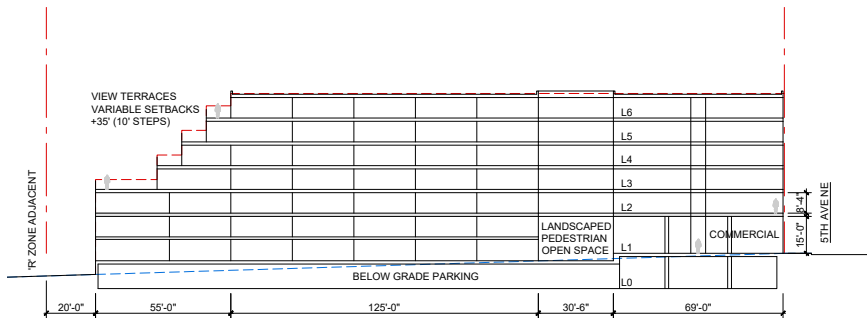 VIEW TERRACES
VARIABLE SETBACKS
+35' (10' STEPS)
L6
L5
L4
L3
L2
L1
L0
'R' ZONE ADJACENT
LANDSCAPED
PEDESTRIAN
OPEN SPACE
COMMERCIAL
8'-4"
15'-0"
5TH AVE NE
BELOW GRADE PARKING
20'-0"
55'-0"
125'-0"
30'-6"
69'-0"